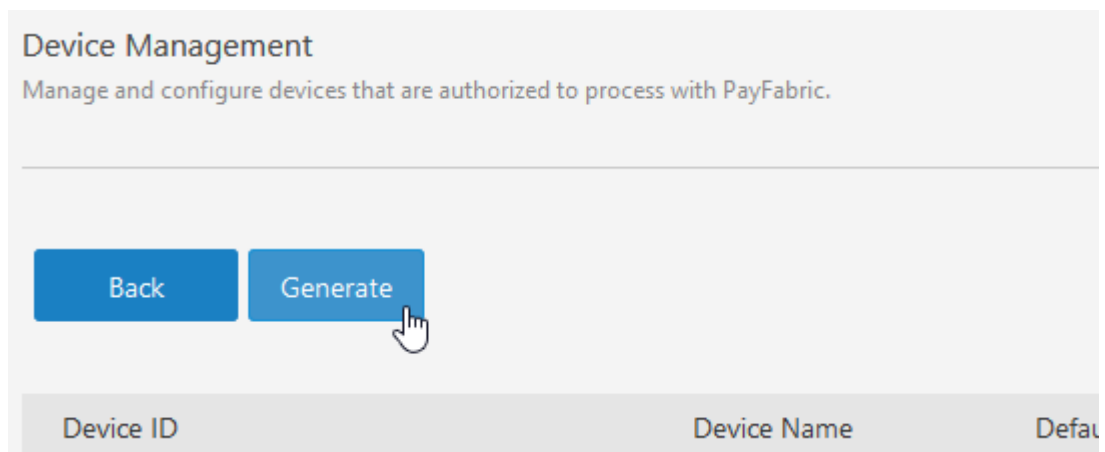 Device Management
Manage and configure devices that are authorized to process with PayFabric.
Back Generate
Device ID Device Name Defau